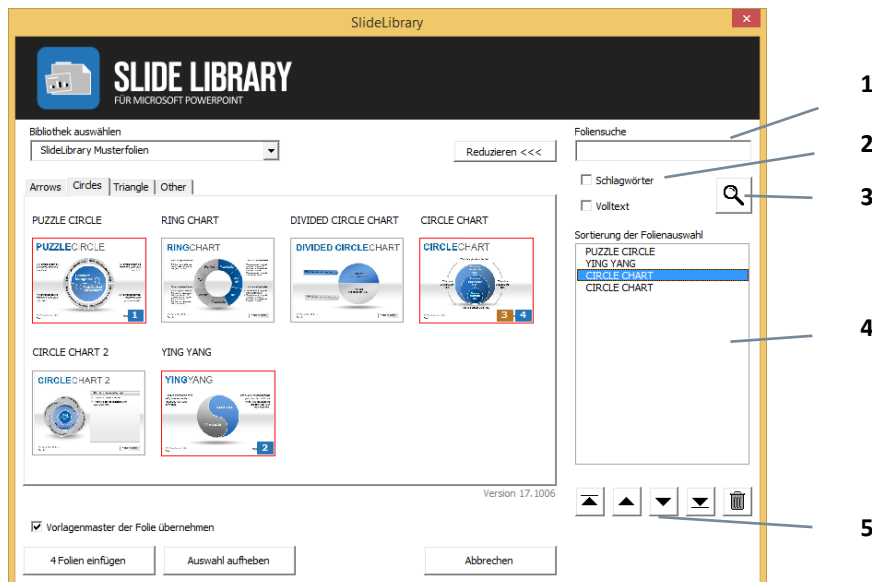 SlideLibrary
SLIDE LIBRARY
FÜR MICROSOFT POWERPOINT
Bibliothek auswählen
SlideLibrary Musterfolien
Reduzieren <<<
Foliensuche
1
Schlagwörter
2
Volltext
3
Arrows Circles Triangle Other
PUZZLE CIRCLE RING CHART DIVIDED CIRCLE CHART CIRCLE CHART
PUZZLECIRCLE RINGCHART DIVIDED CIRCLECHART CIRCLECHART
1 3 - 4
CIRCLE CHART 2 YING YANG
CIRCLECHART 2 YINGYANG
2
Sortierung der Folienauswahl
PUZZLE CIRCLE
YING YANG
CIRCLE CHART
CIRCLE CHART
4
Version 17.1006
5
Vorlagenmaster der Folie übernehmen
4 Folien einfügen Auswahl aufheben Abbrechen